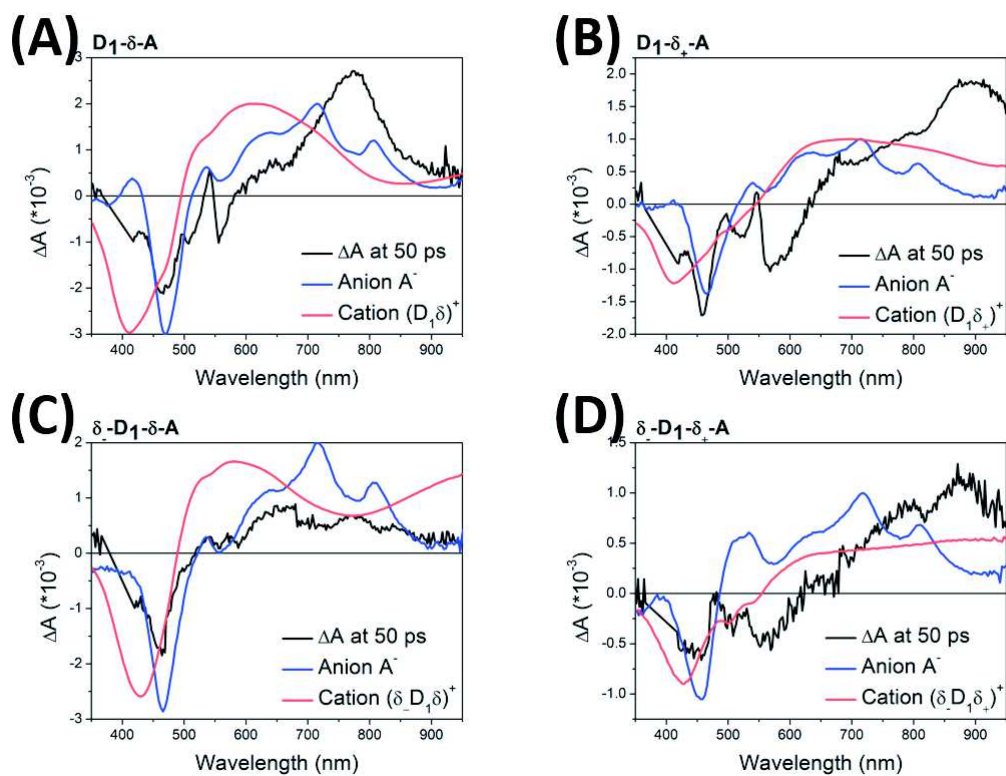 (A)
D1-δ-A
3
2
1
0
-1
-2
-3
400 500 600 700 800 900
ΔA (*10-3)
Wavelength (nm)
ΔA at 50 ps
Anion A-
Cation (D1δ)+
(B)
D1-δ+-A
2.0
1.5
1.0
0.5
0.0
-0.5
-1.0
-1.5
-2.0
400 500 600 700 800 900
ΔA (*10-3)
Wavelength (nm)
ΔA at 50 ps
Anion A-
Cation (D1δ+)+
(C)
δ_-D1-δ-A
2
1
0
-1
-2
-3
400 500 600 700 800 900
ΔA (*10-3)
Wavelength (nm)
ΔA at 50 ps
Anion A-
Cation (δ_D1δ)+
(D)
δ_-D1-δ+-A
1.5
1.0
0.5
0.0
-0.5
-1.0
400 500 600 700 800 900
ΔA (*10-3)
Wavelength (nm)
ΔA at 50 ps
Anion A-
Cation (δ-D1δ+)+